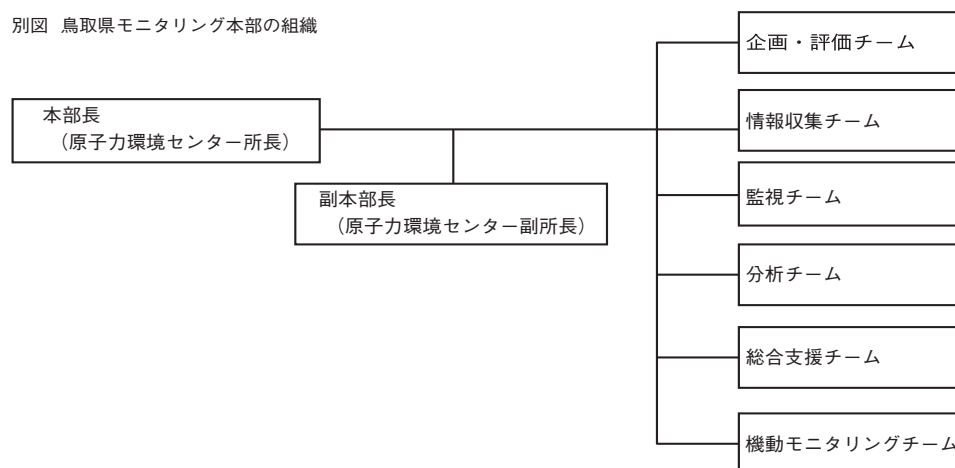 別図 鳥取県モニタリング本部の組織
企画・評価チーム
本部長
（原子力環境センター所長）
情報収集チーム
副本部長
（原子力環境センター副所長）
監視チーム
分析チーム
総合支援チーム
機動モニタリングチーム